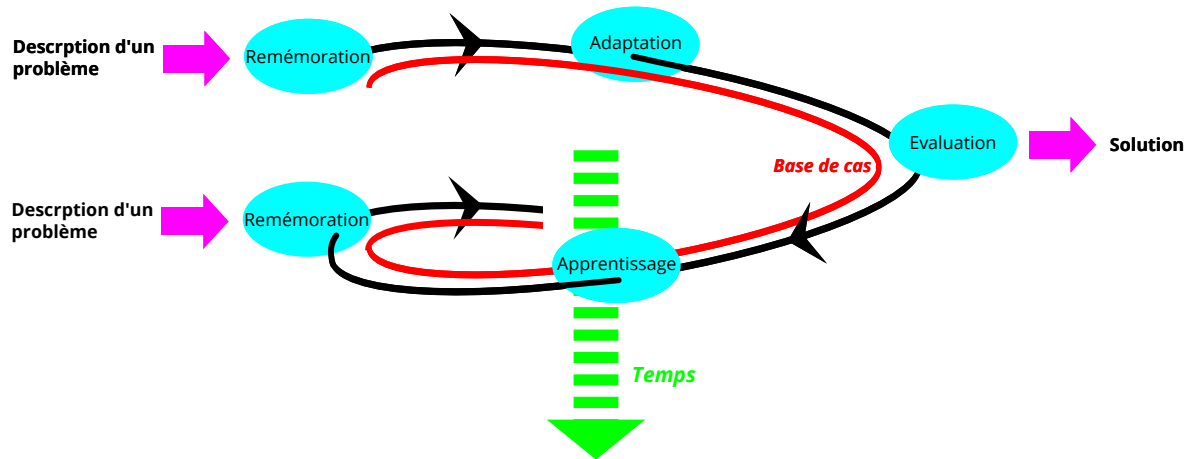 Descrption d'un
problème
Remémoration
Adaptation
Evaluation
Solution
Base de cas
Descrption d'un
problème
Remémoration
Apprentissage
Temps